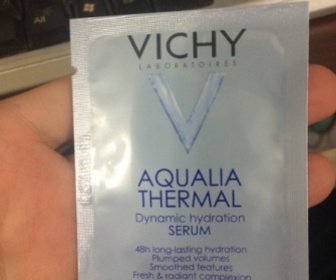 VICHY
LABORATOIRES
V
AQUALIA
THERMAL
Dynamic hydration
SERUM
48h long-lasting hydration
Plumped volumes
Smoothed features
Fresh & radiant complexion